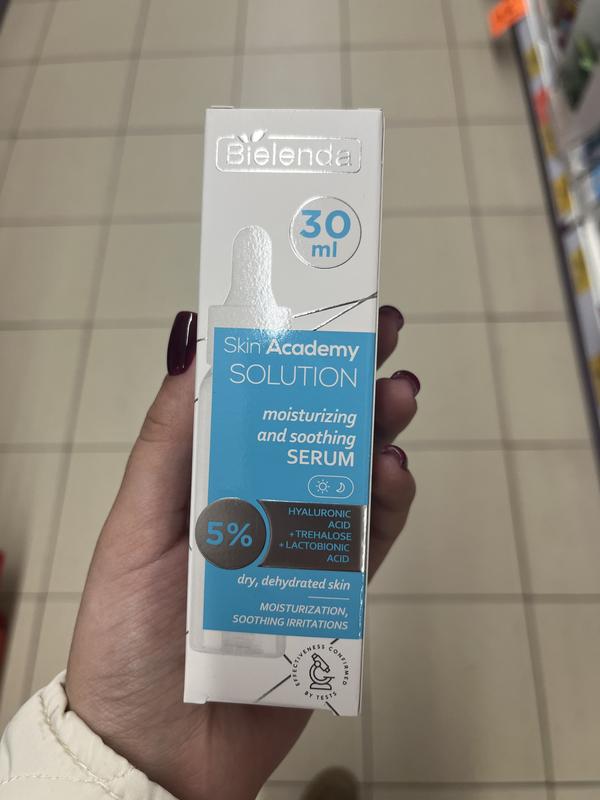 Bielenda
30
ml
Skin Academy
SOLUTION
moisturizing
and soothing
SERUM
5%
HYALURONIC
ACID
+TREHALOSE
+LACTOBIONIC
ACID
dry, dehydrated skin
MOISTURIZATION,
SOOTHING IRRITATIONS
EFFECTIVENESS CONFIRMED
BY TESTS